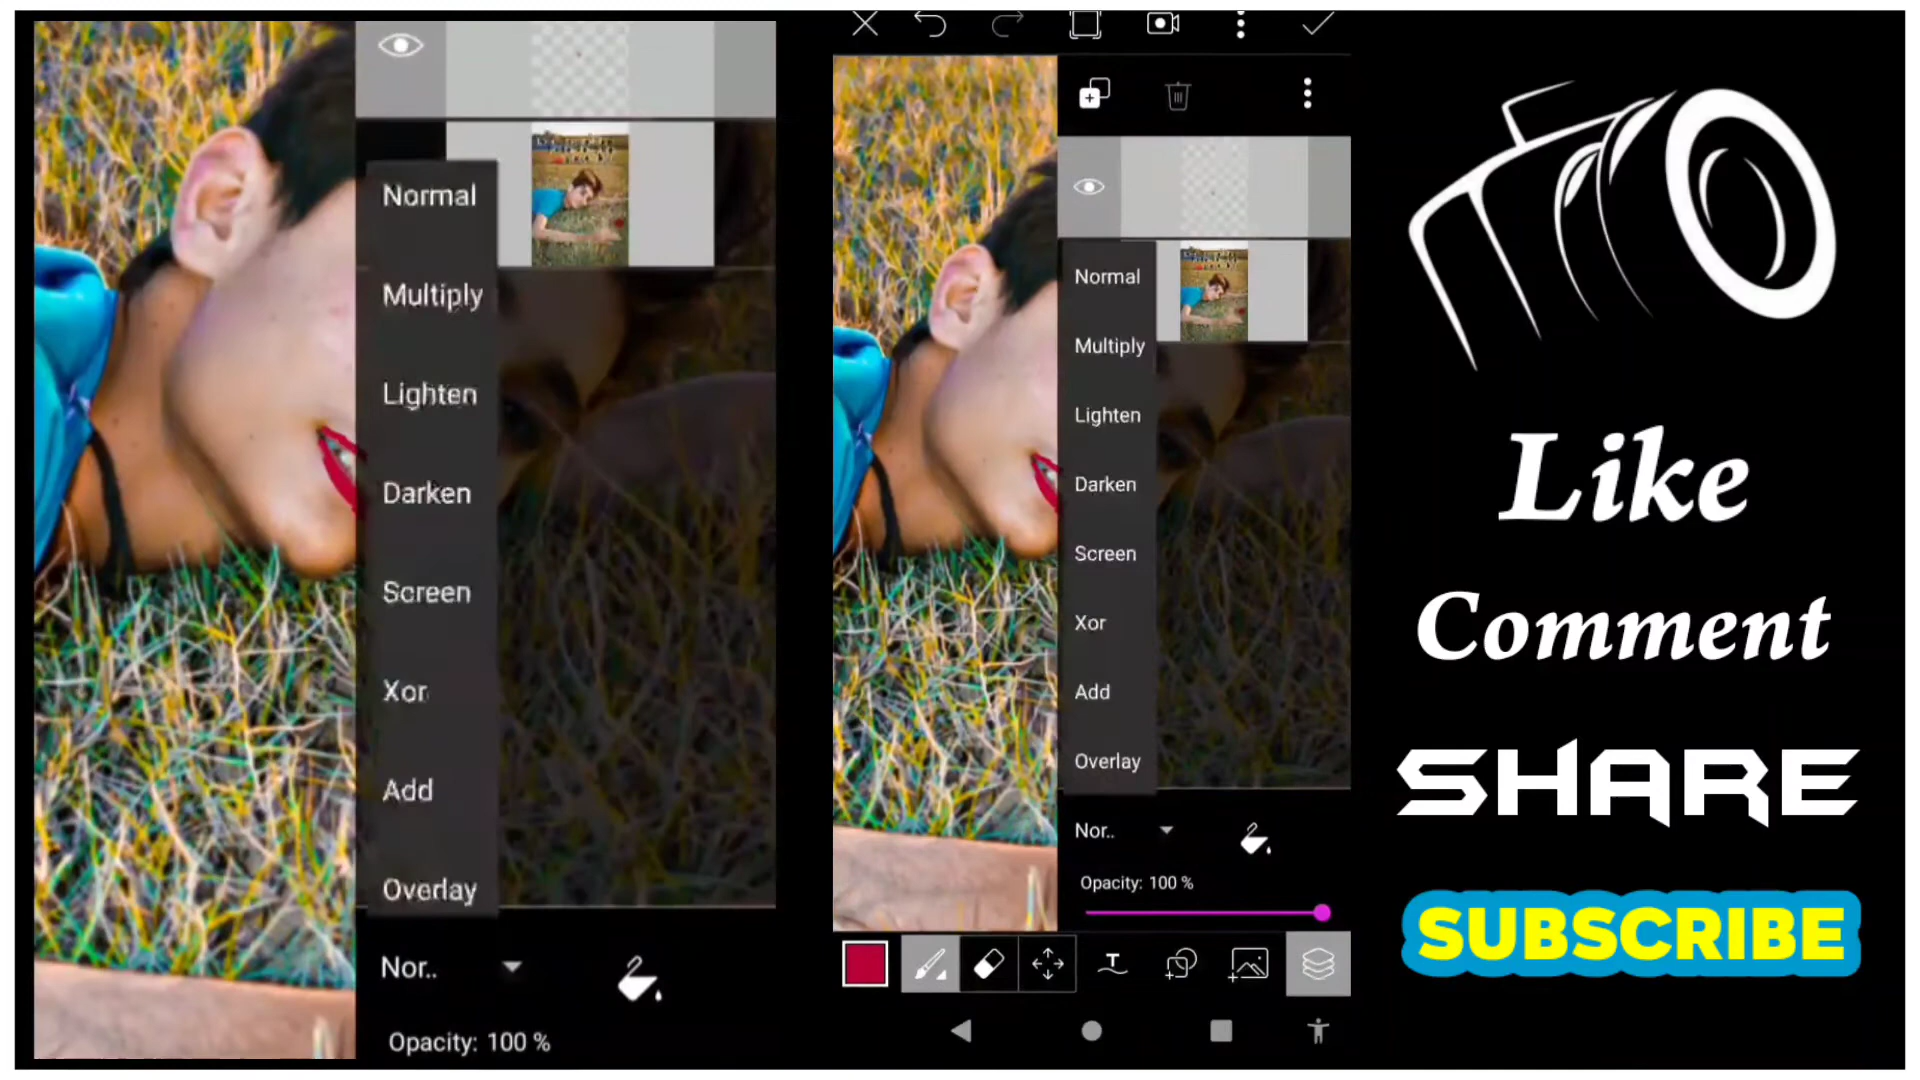 Normal
Multiply
Lighten
Darken
Screen
Xor
Add
Overlay
Nor..
Opacity: 100 %
Normal
Multiply
Lighten
Darken
Screen
Xor
Add
Overlay
Nor..
Opacity: 100 %
T
Like
Comment
SHARE
SUBSCRIBE